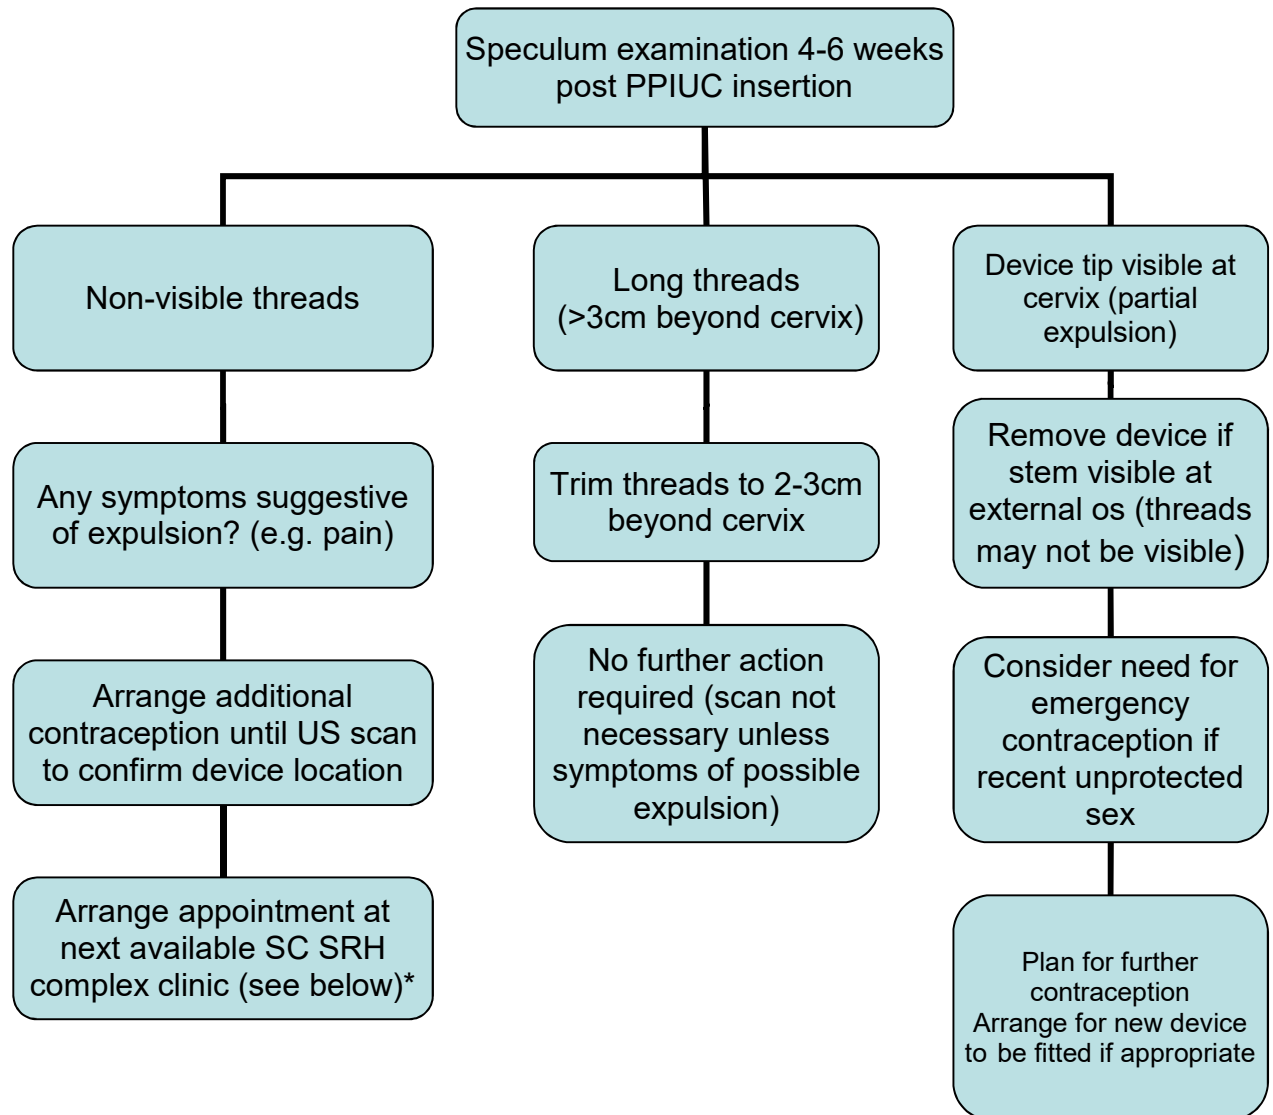 Speculum examination 4-6 weeks
post PPIUC insertion
Non-visible threads
Any symptoms suggestive
of expulsion? (e.g. pain)
Arrange additional
contraception until US scan
to confirm device location
Arrange appointment at
next available SC SRH
complex clinic (see below)*
Long threads
(>3cm beyond cervix)
Trim threads to 2-3cm
beyond cervix
No further action
required (scan not
necessary unless
symptoms of possible
expulsion)
Device tip visible at
cervix (partial
expulsion)
Remove device if
stem visible at
external os (threads
may not be visible)
Consider need for
emergency
contraception if
recent unprotected
sex
Plan for further
contraception
Arrange for new device
to be fitted if appropriate